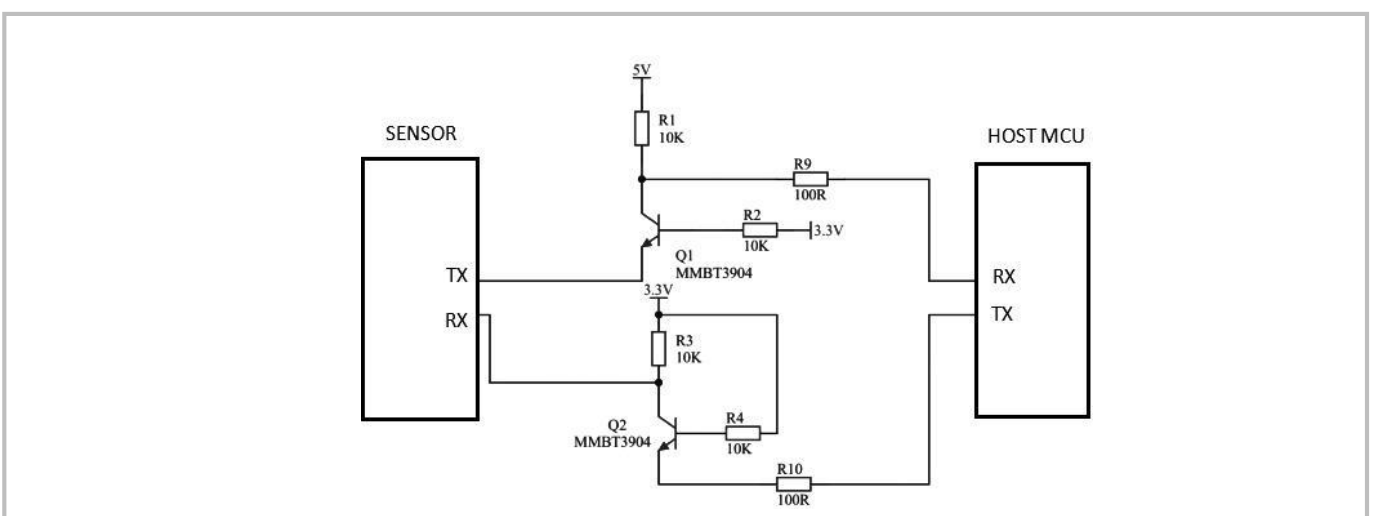 5V
R1
10K
SENSOR
HOST MCU
R9
100R
R2
10K
3.3V
Q1
MMBT3904
TX
RX
RX
TX
3.3V
R3
10K
Q2
MMBT3904
R4
10K
R10
100R